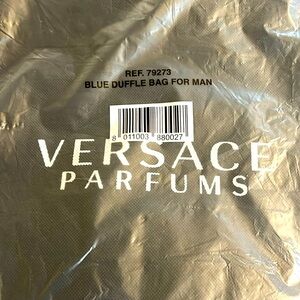 REF. 79273
BLUE DUFFLE BAG FOR MAN
8 011003 880027
VERSACE
PARFUMS